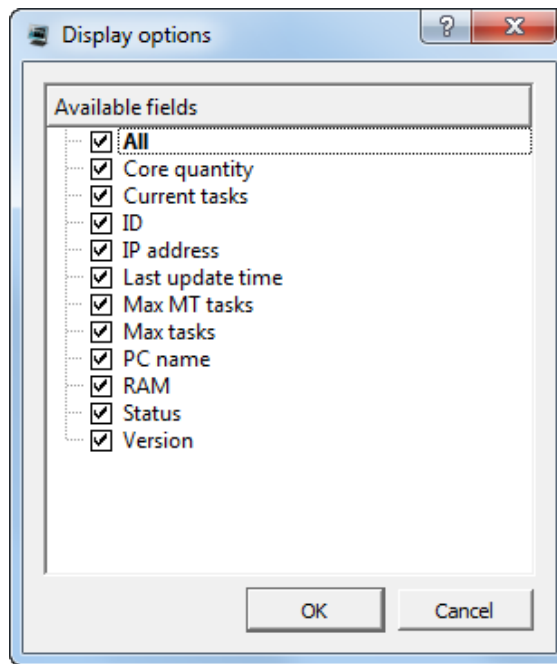 Display options
Available fields
All
Core quantity
Current tasks
ID
IP address
Last update time
Max MT tasks
Max tasks
PC name
RAM
Status
Version
OK Cancel